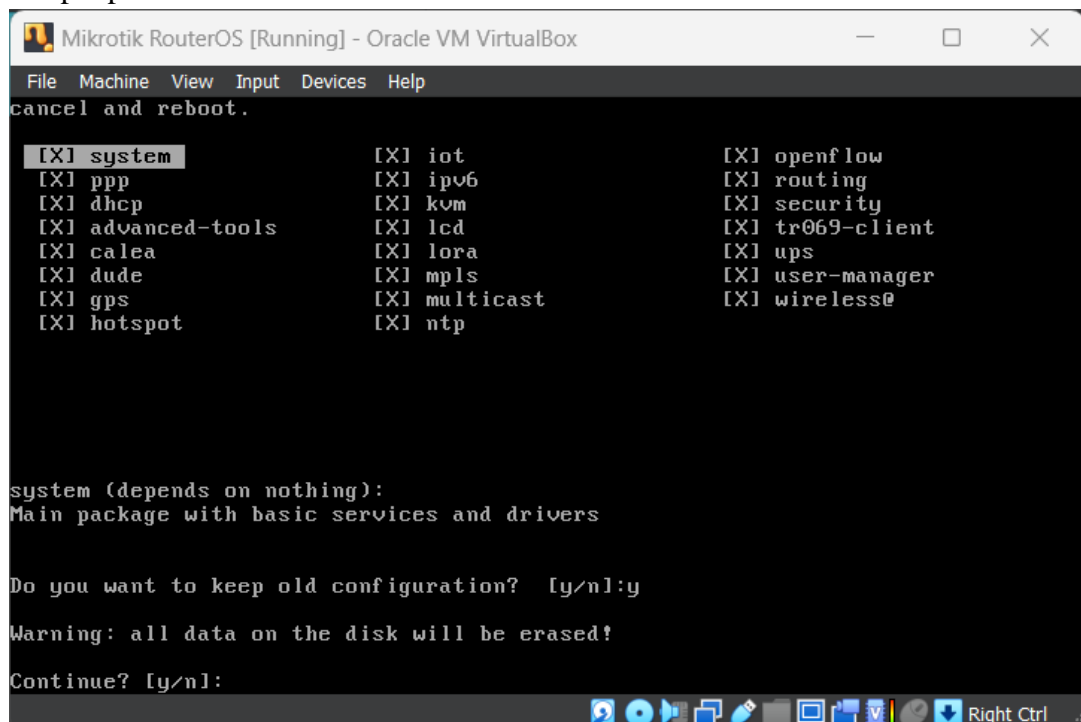 Mikrotik RouterOS [Running] - Oracle VM VirtualBox
File Machine View Input Devices Help
cancel and reboot.
[X] system [X] iot [X] openflow
[X] ppp [X] ipv6 [X] routing
[X] dhcp [X] kvm [X] security
[X] advanced-tools [X] lcd [X] tr069-client
[X] calea [X] lora [X] ups
[X] dude [X] mpls [X] user-manager
[X] gps [X] multicast [X] wireless@
[X] hotspot [X] ntp
system (depends on nothing):
Main package with basic services and drivers
Do you want to keep old configuration? [y/n]:y
Warning: all data on the disk will be erased!
Continue? [y/n]:
Right Ctrl